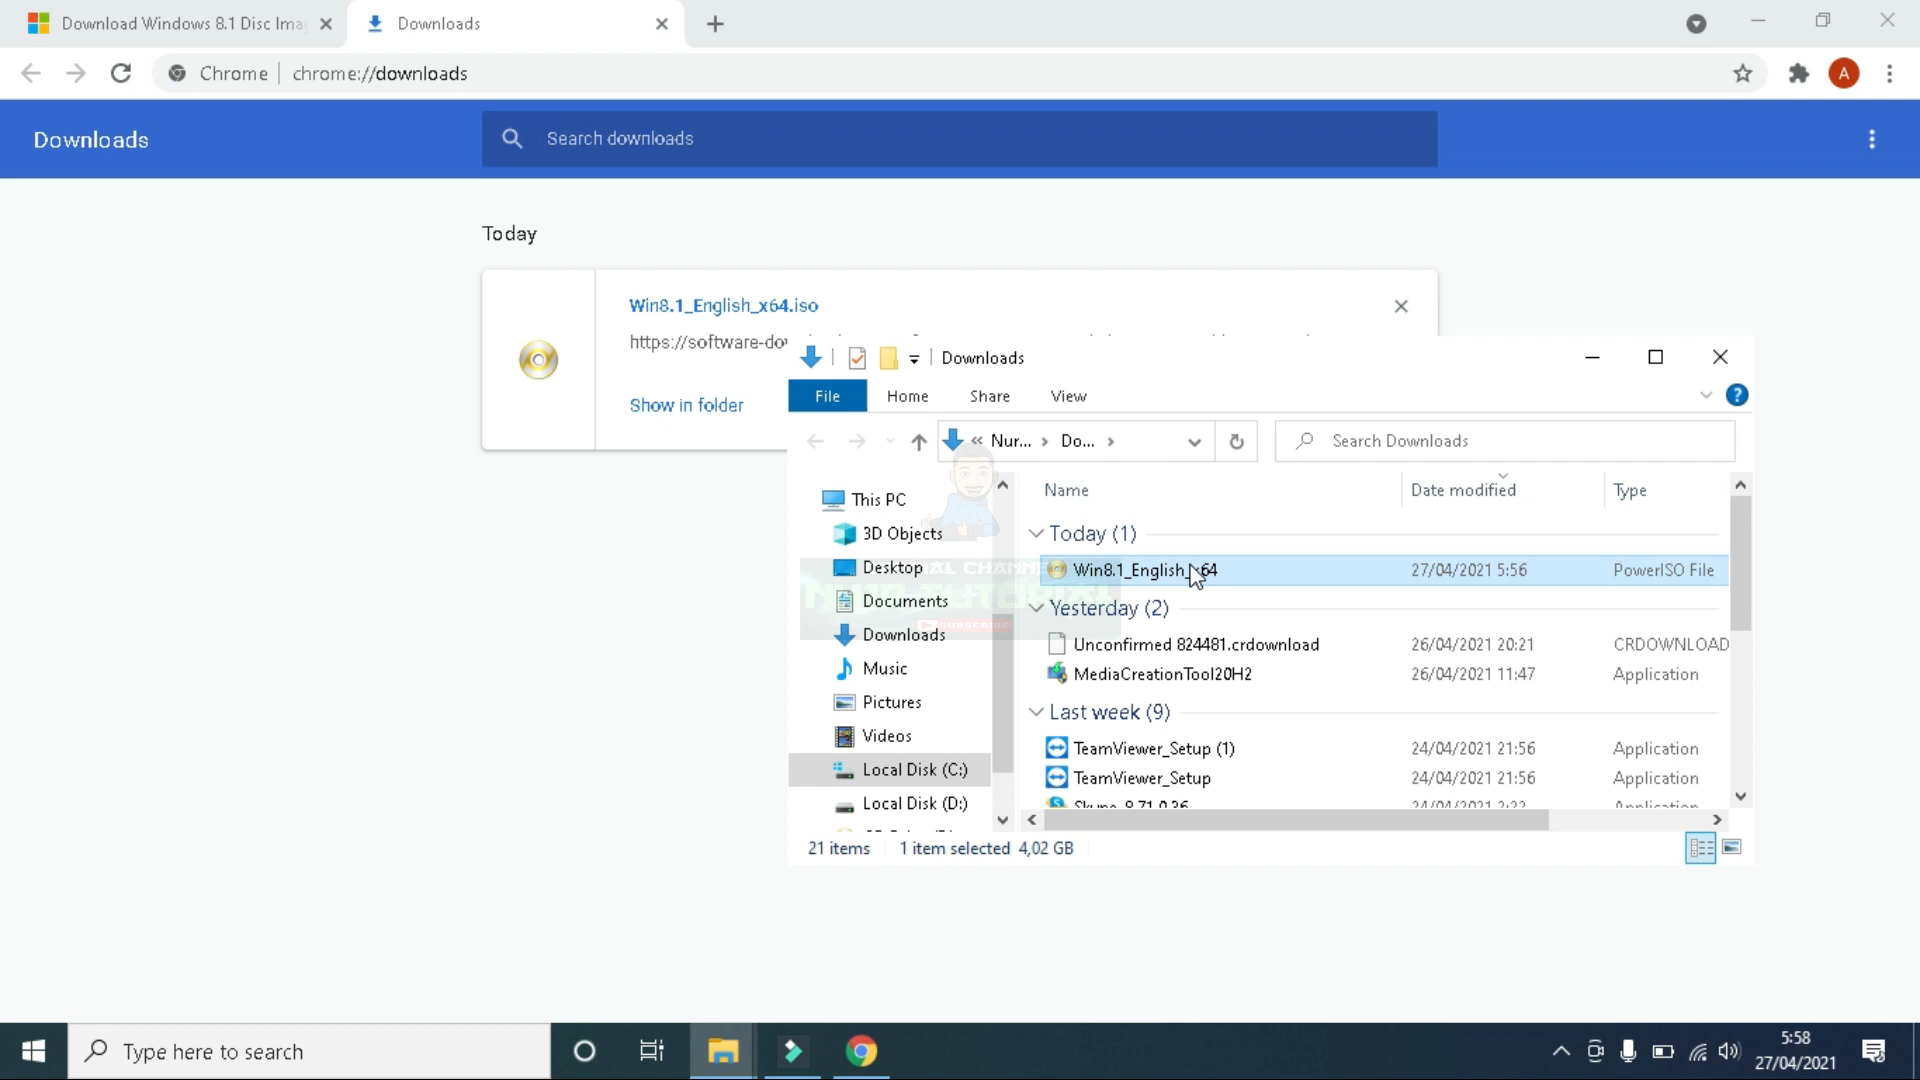 Download Windows 8.1 Disc Ima
Downloads
Chrome
chrome://downloads
A
Downloads
Search downloads
Today
Win8.1_English_x64.iso
https://software-do
Show in folder
Downloads
File
Home
Share
View
?
« Nur... › Do... ›
Search Downloads
Name
Date modified
Type
This PC
3D Objects
Desktop
Documents
Downloads
Music
Pictures
Videos
Local Disk (C:)
Local Disk (D:)
Today (1)
Win8.1_English_x64 27/04/2021 5:56 PowerISO File
Yesterday (2)
Unconfirmed 824481.crdownload 26/04/2021 20:21 CRDOWNLOAD
MediaCreationTool20H2 26/04/2021 11:47 Application
Last week (9)
TeamViewer_Setup (1) 24/04/2021 21:56 Application
TeamViewer_Setup 24/04/2021 21:56 Application
SUBSCRIBE
21 items
1 item selected 4,02 GB
Type here to search
5:58
27/04/2021